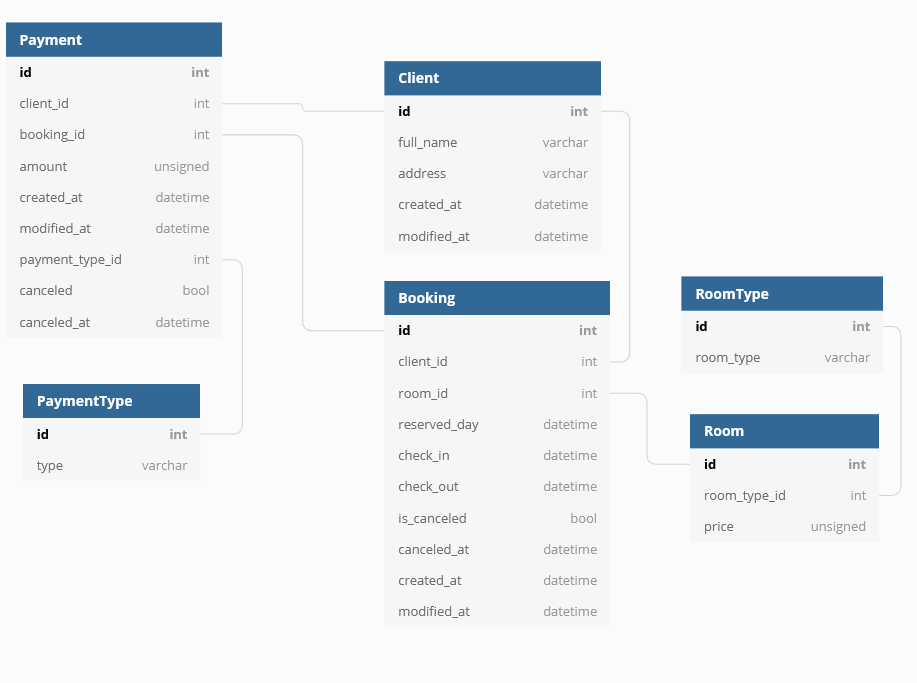 Payment
id int
client_id int
booking_id int
amount unsigned
created_at datetime
modified_at datetime
payment_type_id int
canceled bool
canceled_at datetime
PaymentType
id int
type varchar
Client
id int
full_name varchar
address varchar
created_at datetime
modified_at datetime
Booking
id int
client_id int
room_id int
reserved_day datetime
check_in datetime
check_out datetime
is_canceled bool
canceled_at datetime
created_at datetime
modified_at datetime
RoomType
id int
room_type varchar
Room
id int
room_type_id int
price unsigned